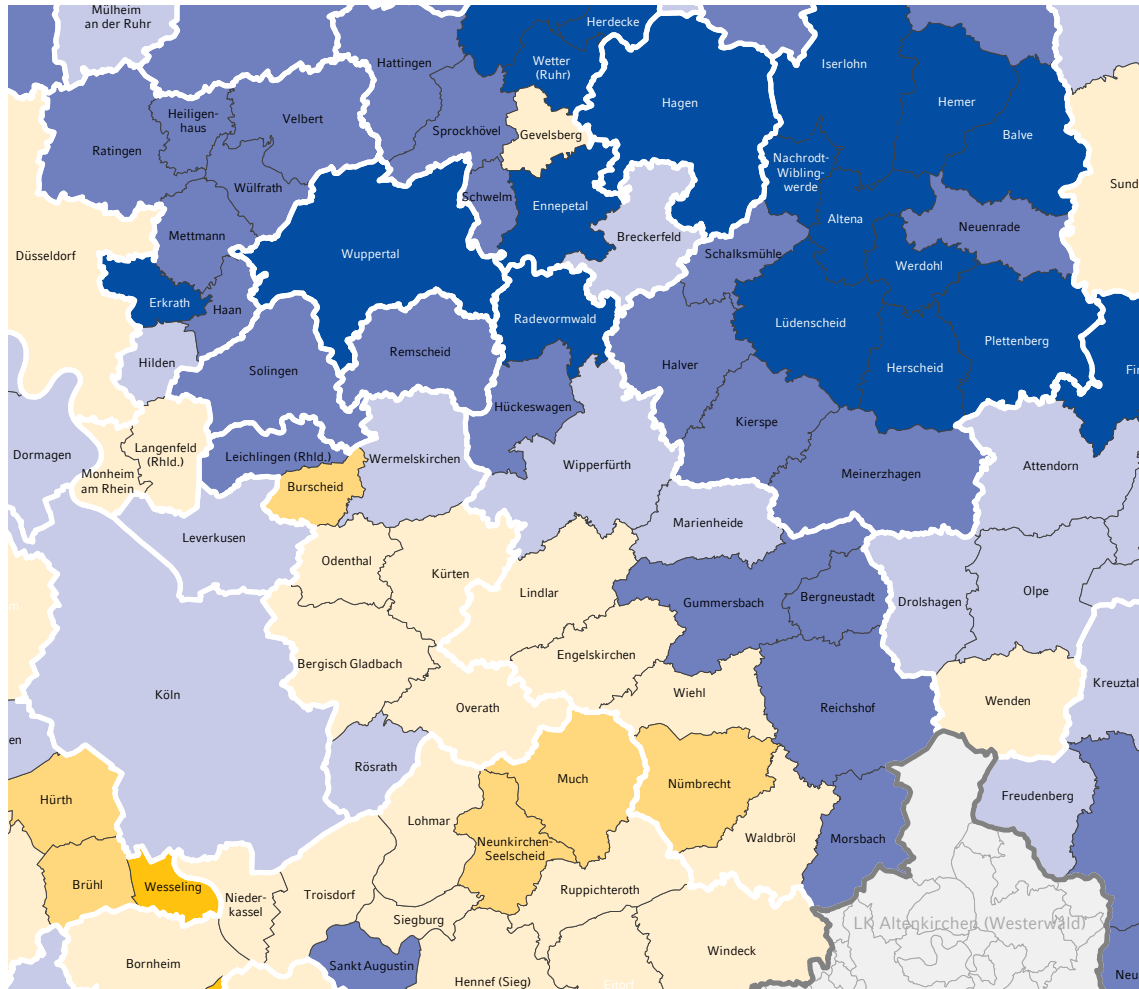 Mülheim
an der Ruhr
Herdecke
Hattingen
Wetter
(Ruhr)
Iserlohn
Hagen
Hemer
Heiligen-
haus
Velbert
Sprockhövel
Gevelsberg
Balve
Ratingen
Nachrodt-
Wibling-
werde
Wülfrath
Schwelm
Ennepetal
Sund
Altena
Mettmann
Breckerfeld
Neuenrade
Düsseldorf
Wuppertal
Schalksmühle
Werdohl
Erkrath
Haan
Radevormwald
Lüdenscheid
Plettenberg
Remscheid
Hilden
Solingen
Halver
Herscheid
Fin
Hückeswagen
Kierspe
Langenfeld
(Rhld.)
Dormagen
Leichlingen (Rhld.)
Wermelskirchen
Wipperfürth
Attendorn
Monheim
am Rhein
Burscheid
Meinerzhagen
Marienheide
Leverkusen
Odenthal
Kürten
Lindlar
Gummersbach
Bergneustadt
Drolshagen
Olpe
m
Engelskirchen
Bergisch Gladbach
Köln
Wiehl
Kreuztal
Overath
Reichshof
Wenden
en
Rösrath
Much
Nümbrecht
Hürth
Freudenberg
Lohmar
Waldbröl
Morsbach
Neunkirchen-
Seelscheid
Brühl
Wesseling
Nieder-
kassel
Troisdorf
Ruppichteroth
Siegburg
LK Altenkirchen (Westerwald)
Bornheim
Sankt Augustin
Windeck
Hennef (Sieg)
Eitorf
Neu